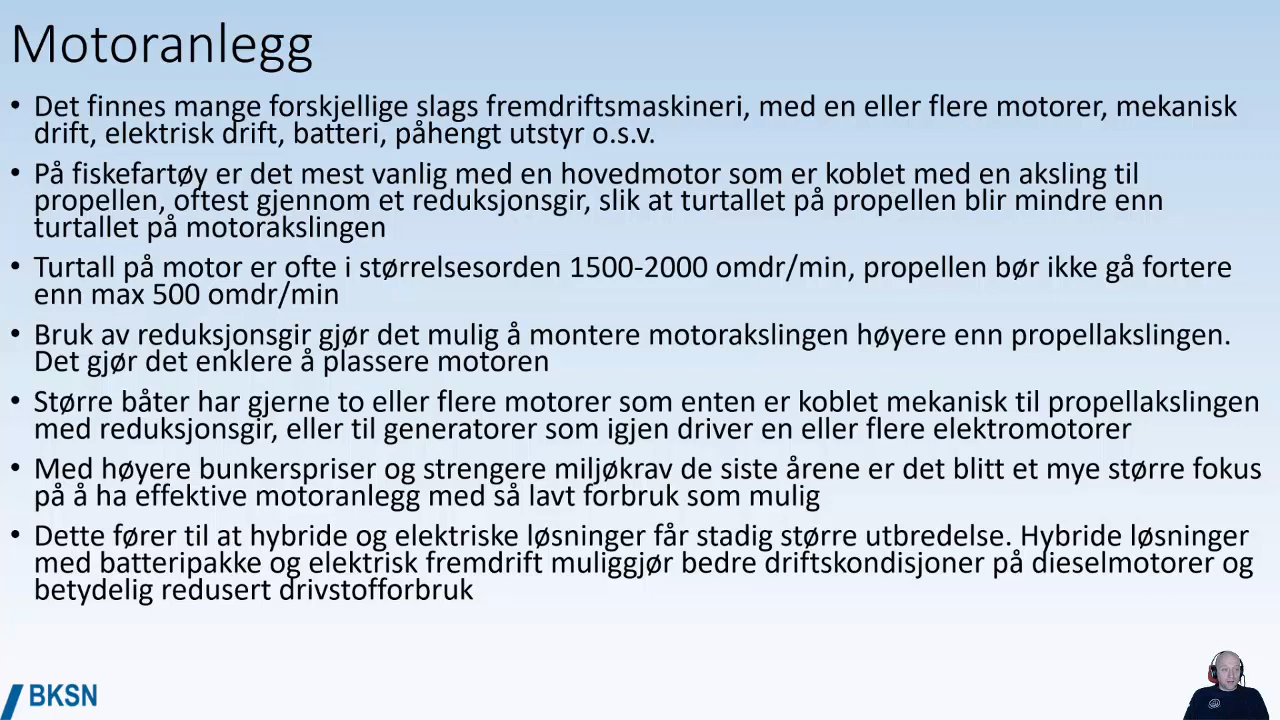 Motoranlegg
• Det finnes mange forskjellige slags fremdriftsmaskineri, med en eller flere motorer, mekanisk
drift, elektrisk drift, batteri, påhengt utstyr o.s.v.
• På fiskefartøy er det mest vanlig med en hovedmotor som er koblet med en aksling til
propellen, oftest gjennom et reduksjonsgir, slik at turtallet på propellen blir mindre enn
turtallet på motorakslingen
• Turtall på motor er ofte i størrelsesorden 1500-2000 omdr/min, propellen bør ikke gå fortere
enn max 500 omdr/min
• Bruk av reduksjonsgir gjør det mulig å montere motorakslingen høyere enn propellakslingen.
Det gjør det enklere å plassere motoren
• Større båter har gjerne to eller flere motorer som enten er koblet mekanisk til propellakslingen
med reduksjonsgir, eller til generatorer som igjen driver en eller flere elektromotorer
• Med høyere bunkerspriser og strengere miljøkrav de siste årene er det blitt et mye større fokus
på å ha effektive motoranlegg med så lavt forbruk som mulig
• Dette fører til at hybride og elektriske løsninger får stadig større utbredelse. Hybride løsninger
med batteripakke og elektrisk fremdrift muliggjør bedre driftskondisjoner på dieselmotorer og
betydelig redusert drivstofforbruk
BKSN